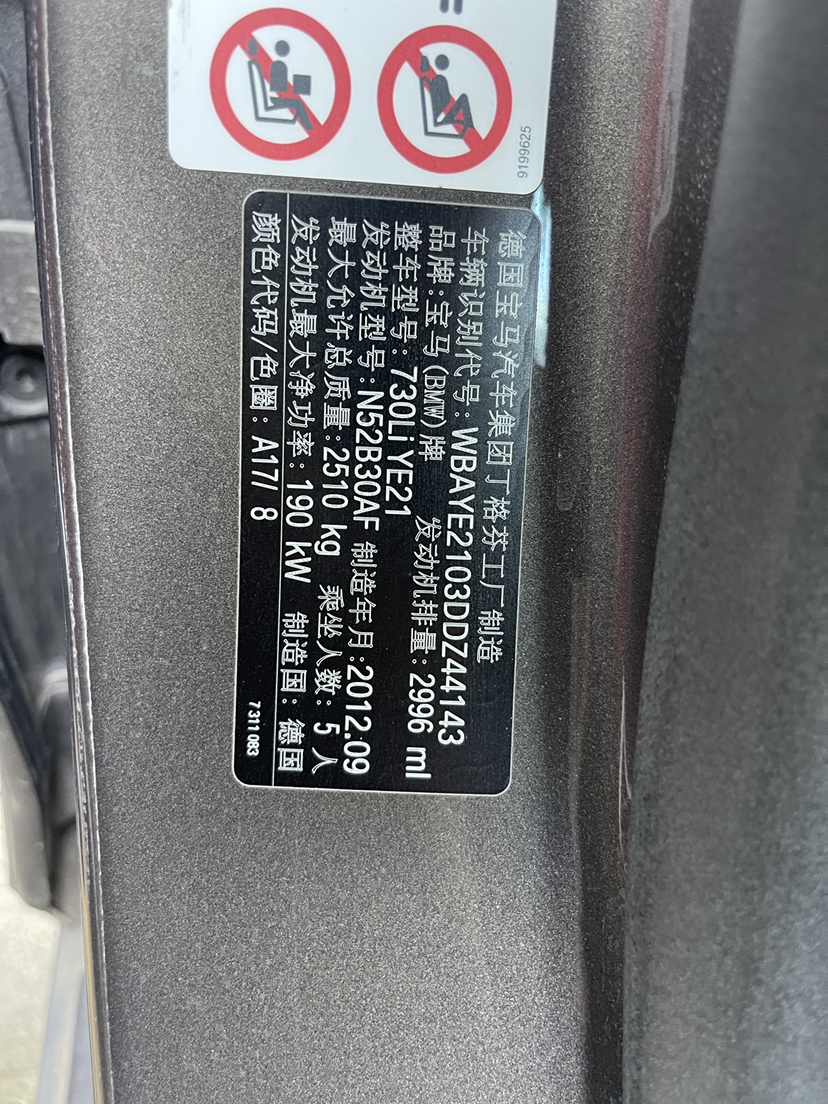 9199625
德国宝马汽车集团丁格芬工厂制造
车辆识别代号:WBAYE2103DDZ44143
品牌:宝马(BMW)牌 发动机排量:2996 ml
整车型号:730Li YE21
发动机型号:N52B30AF 制造年月:2012.09
最大允许总质量:2510 kg 乘坐人数:5人
发动机最大净功率:190 kW 制造国:德国
颜色代码/色圈:A17/ 8
7 311 083